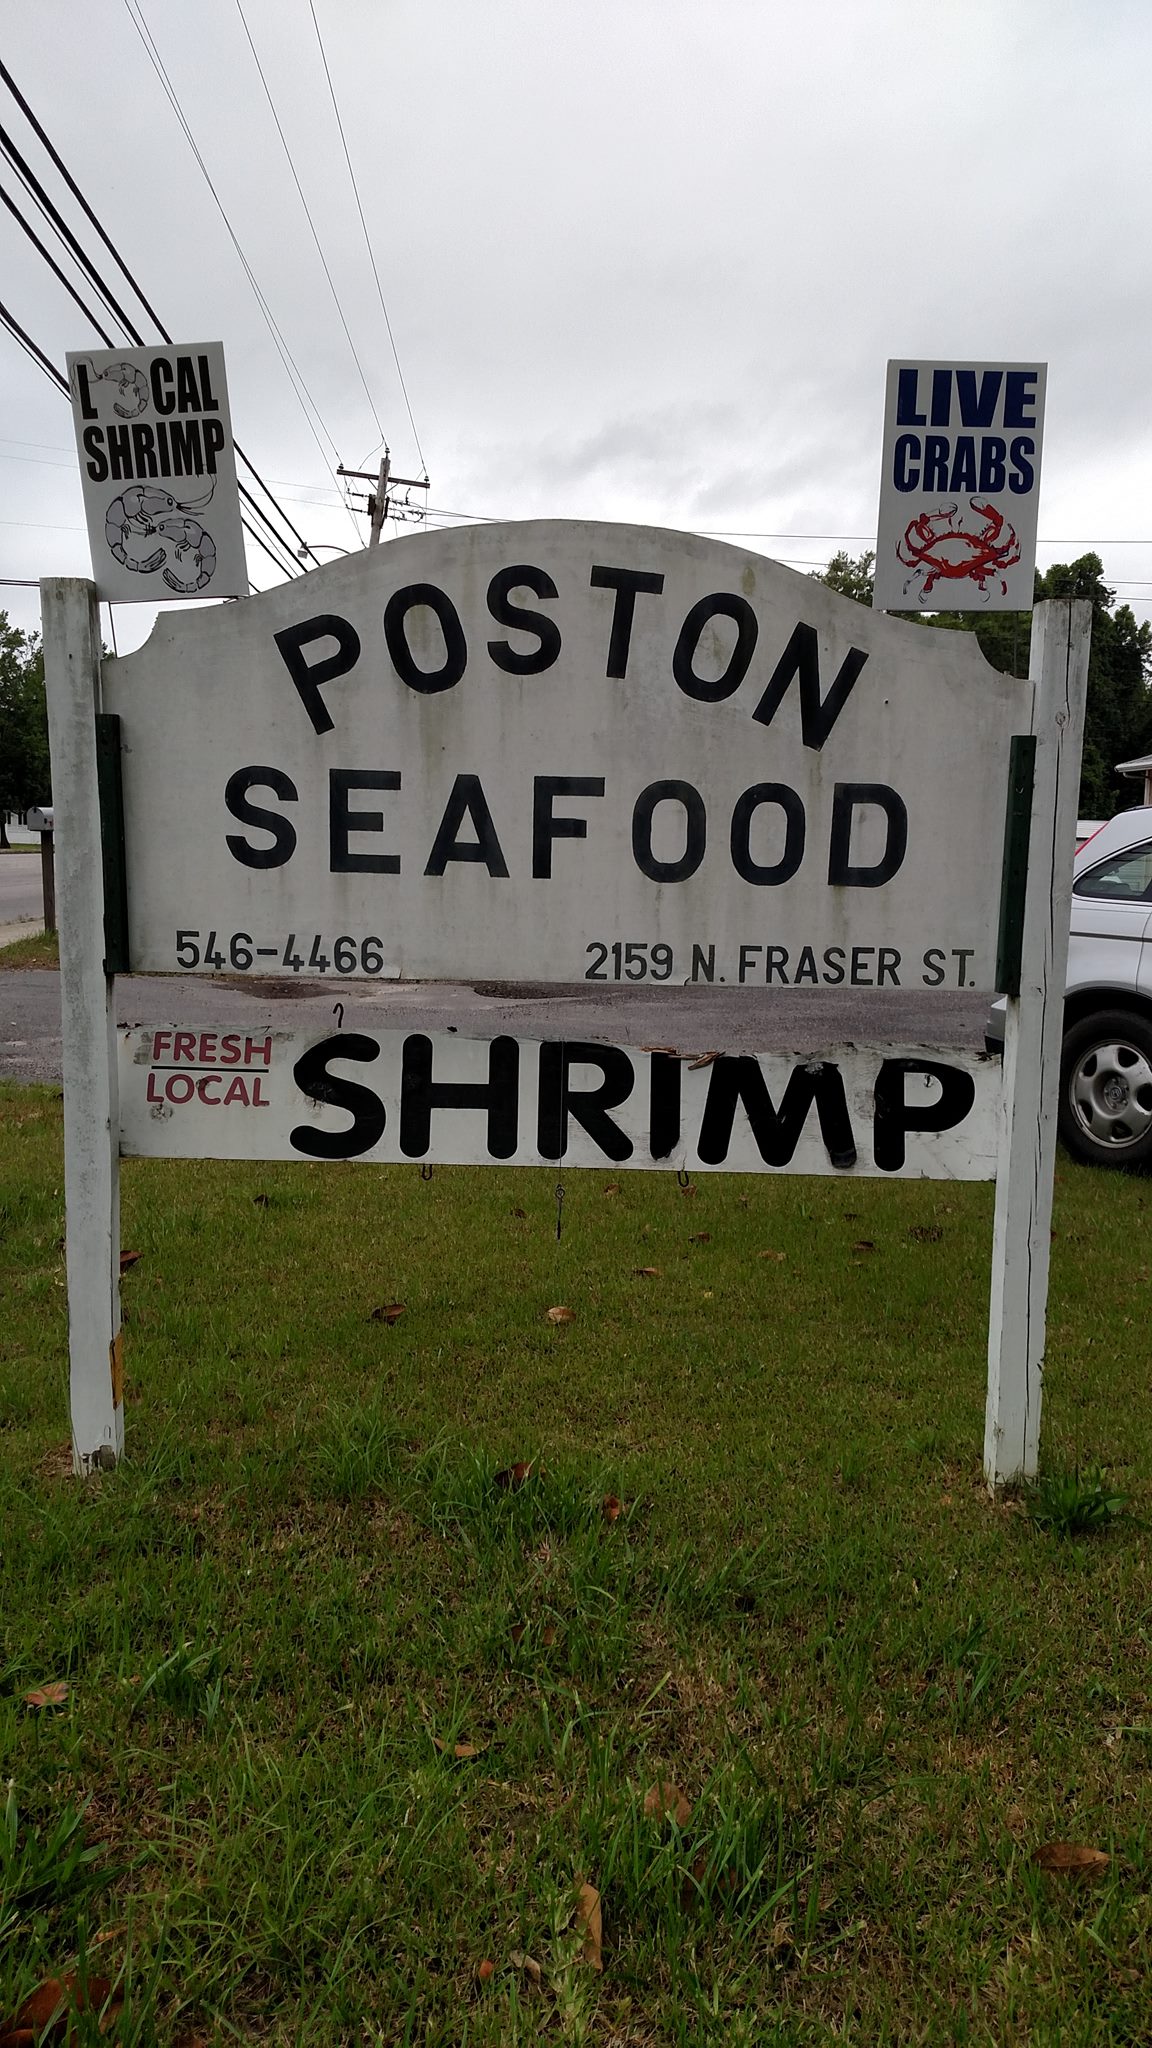 LOCAL
SHRIMP
LIVE
CRABS
POSTON
SEAFOOD
546-4466 2159 N. FRASER ST.
FRESH
LOCAL
SHRIMP